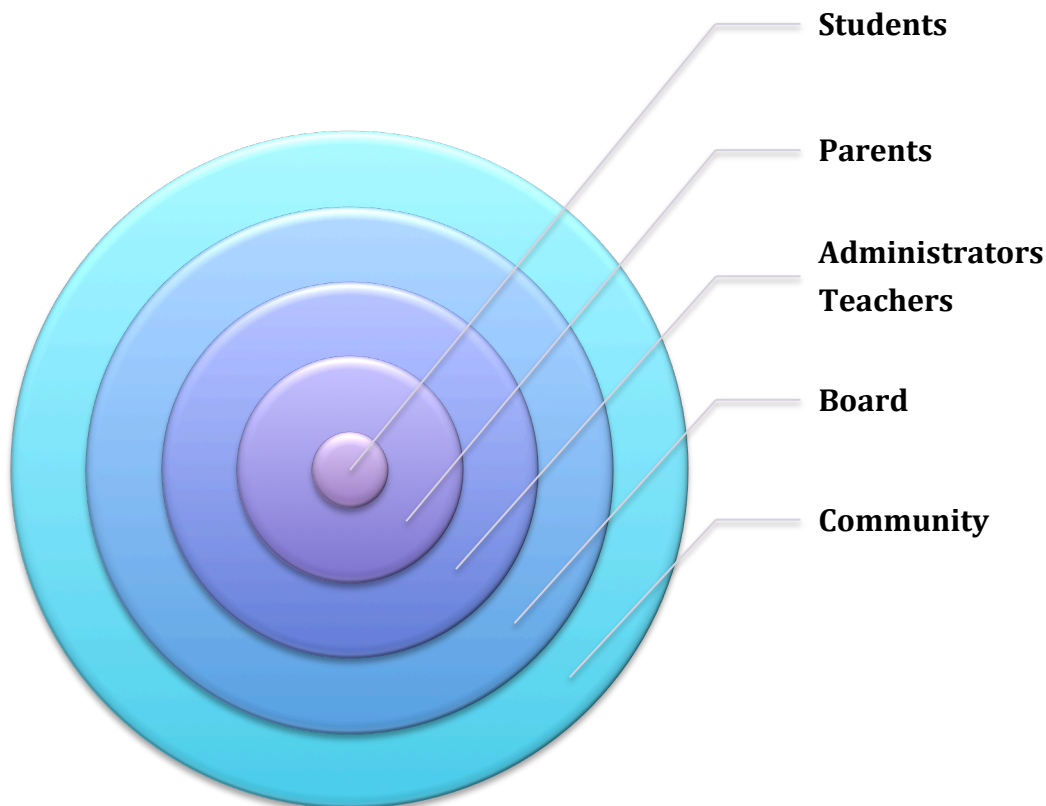 Students
Parents
Administrators
Teachers
Board
Community